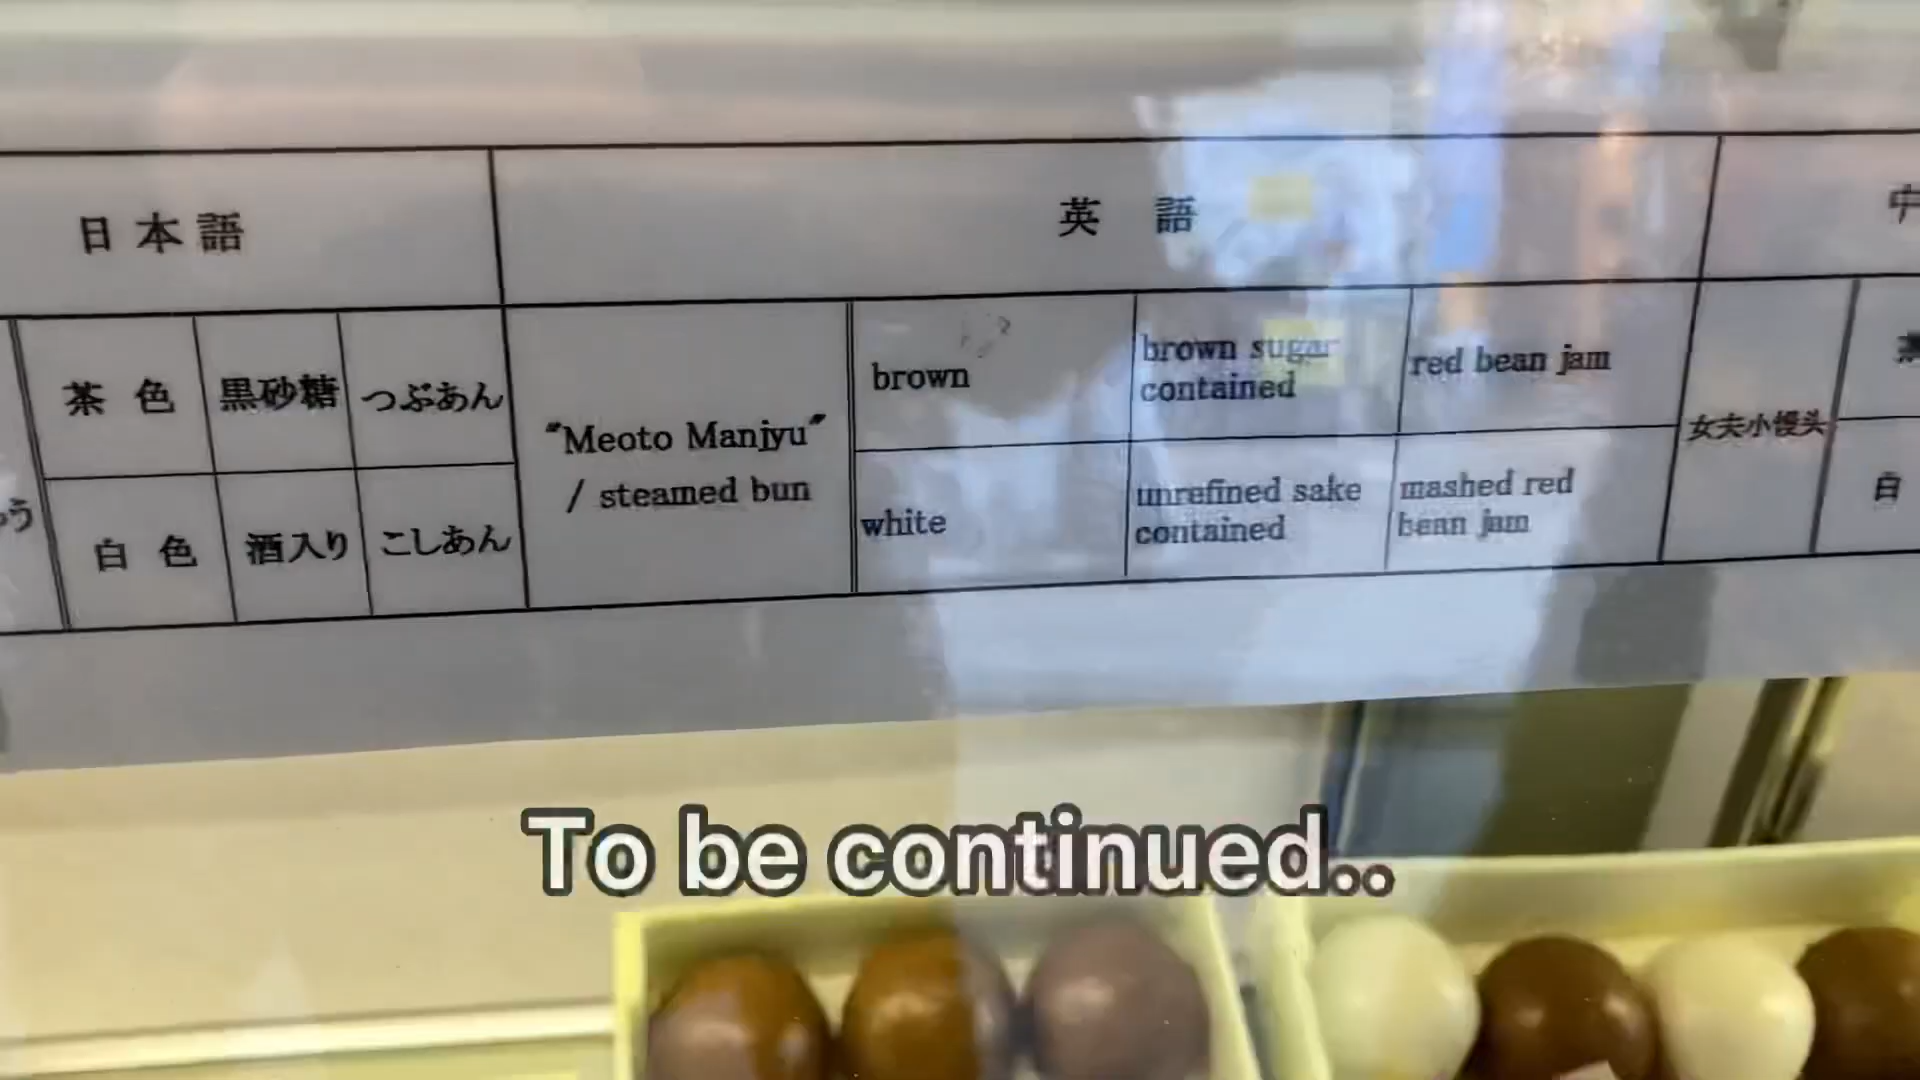 日本語
英語
茶色
黒砂糖
つぶあん
白色
酒入り
こしあん
"Meoto Manjyu"
/ steamed bun
brown
brown sugar
contained
red bean jam
white
unrefined sake
contained
mashed red
bean jam
女夫小馒头
白
To be continued..